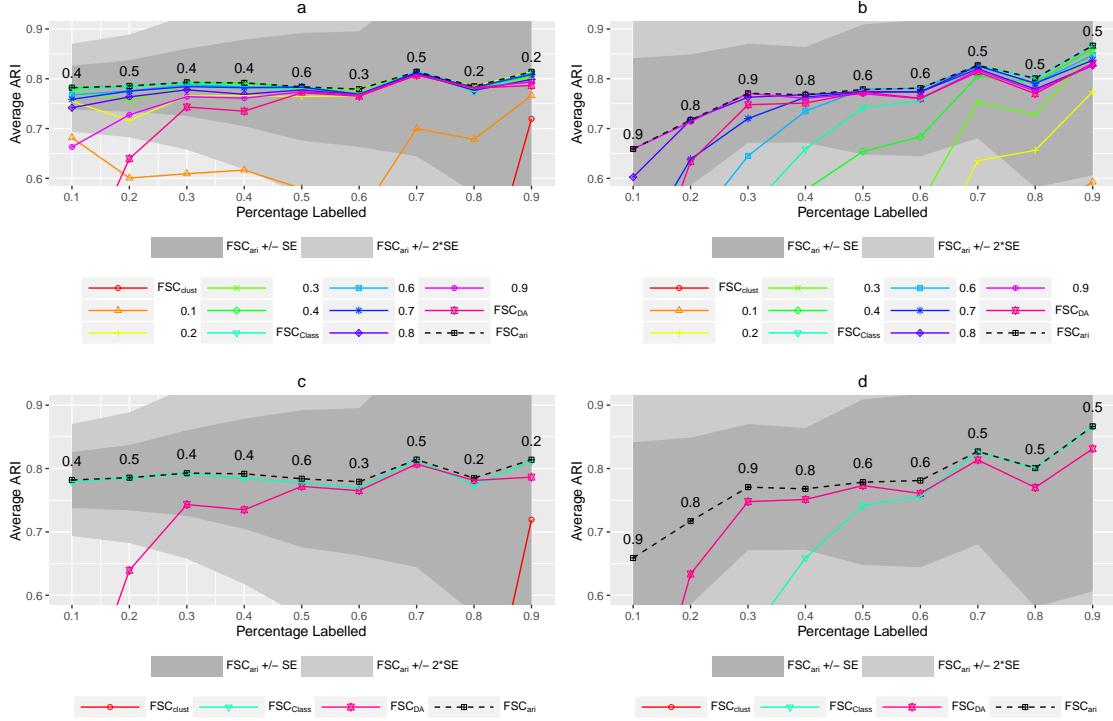 a
0.9
0.8
0.7
0.6
Average ARI
0.4 0.5 0.4 0.4 0.6 0.3 0.5 0.2 0.2
0.1 0.2 0.3 0.4 0.5 0.6 0.7 0.8 0.9
Percentage Labelled
FSCari +/− SE FSCari +/− 2*SE
FSCclust 0.3 0.6 0.9
0.1 0.4 0.7 FSCDA
0.2 FSCClass 0.8 FSCari
b
0.9
0.8
0.7
0.6
Average ARI
0.9 0.8 0.9 0.8 0.6 0.6 0.5 0.5 0.5
0.1 0.2 0.3 0.4 0.5 0.6 0.7 0.8 0.9
Percentage Labelled
FSCari +/− SE FSCari +/− 2*SE
FSCclust 0.3 0.6 0.9
0.1 0.4 0.7 FSCDA
0.2 FSCClass 0.8 FSCari
c
0.9
0.8
0.7
0.6
Average ARI
0.4 0.5 0.4 0.4 0.6 0.3 0.5 0.2 0.2
0.1 0.2 0.3 0.4 0.5 0.6 0.7 0.8 0.9
Percentage Labelled
FSCari +/− SE FSCari +/− 2*SE
FSCclust FSCClass FSCDA FSCari
d
0.9
0.8
0.7
0.6
Average ARI
0.9 0.8 0.9 0.8 0.6 0.6 0.5 0.5 0.5
0.1 0.2 0.3 0.4 0.5 0.6 0.7 0.8 0.9
Percentage Labelled
FSCari +/− SE FSCari +/− 2*SE
FSCclust FSCClass FSCDA FSCari